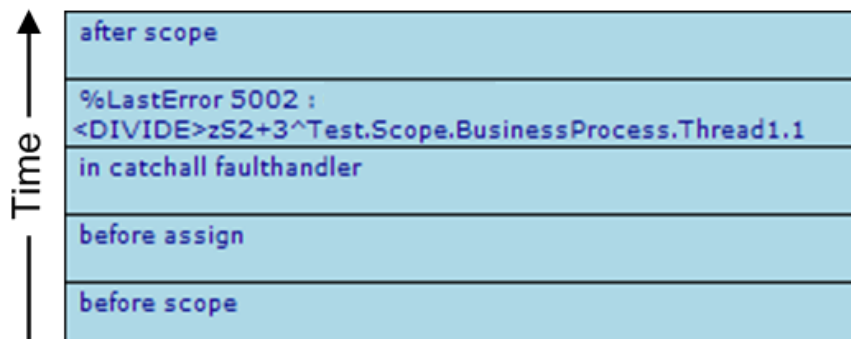 Time
after scope
%LastError 5002 :
<DIVIDE>zS2+3^Test.Scope.BusinessProcess.Thread1.1
in catchall faulthandler
before assign
before scope